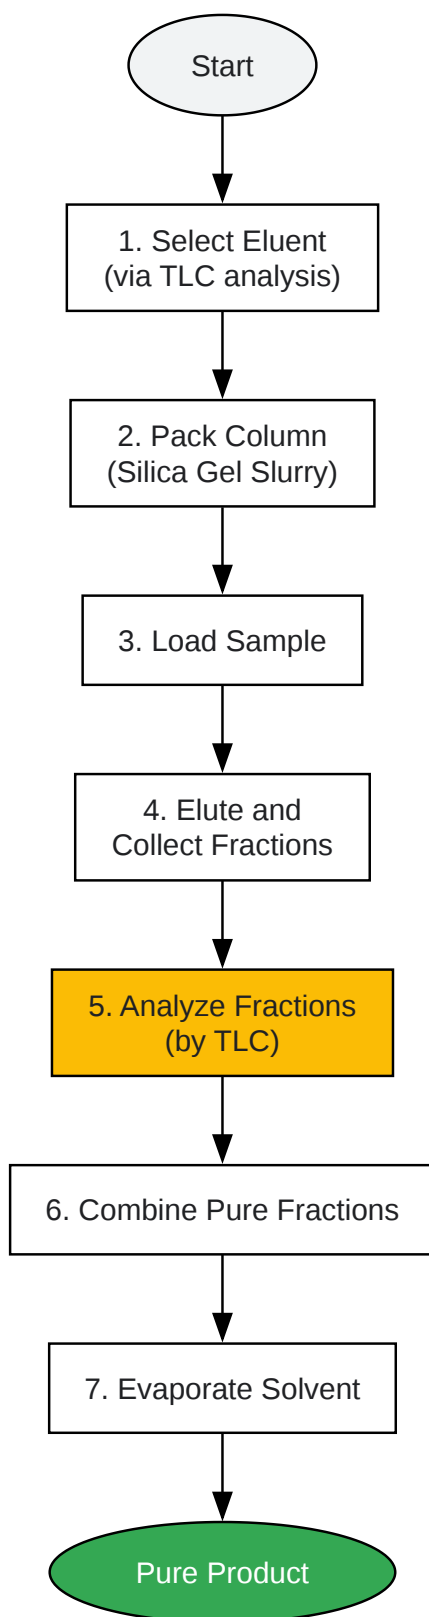 Start
1. Select Eluent
(via TLC analysis)
2. Pack Column
(Silica Gel Slurry)
3. Load Sample
4. Elute and
Collect Fractions
5. Analyze Fractions
(by TLC)
6. Combine Pure Fractions
7. Evaporate Solvent
Pure Product